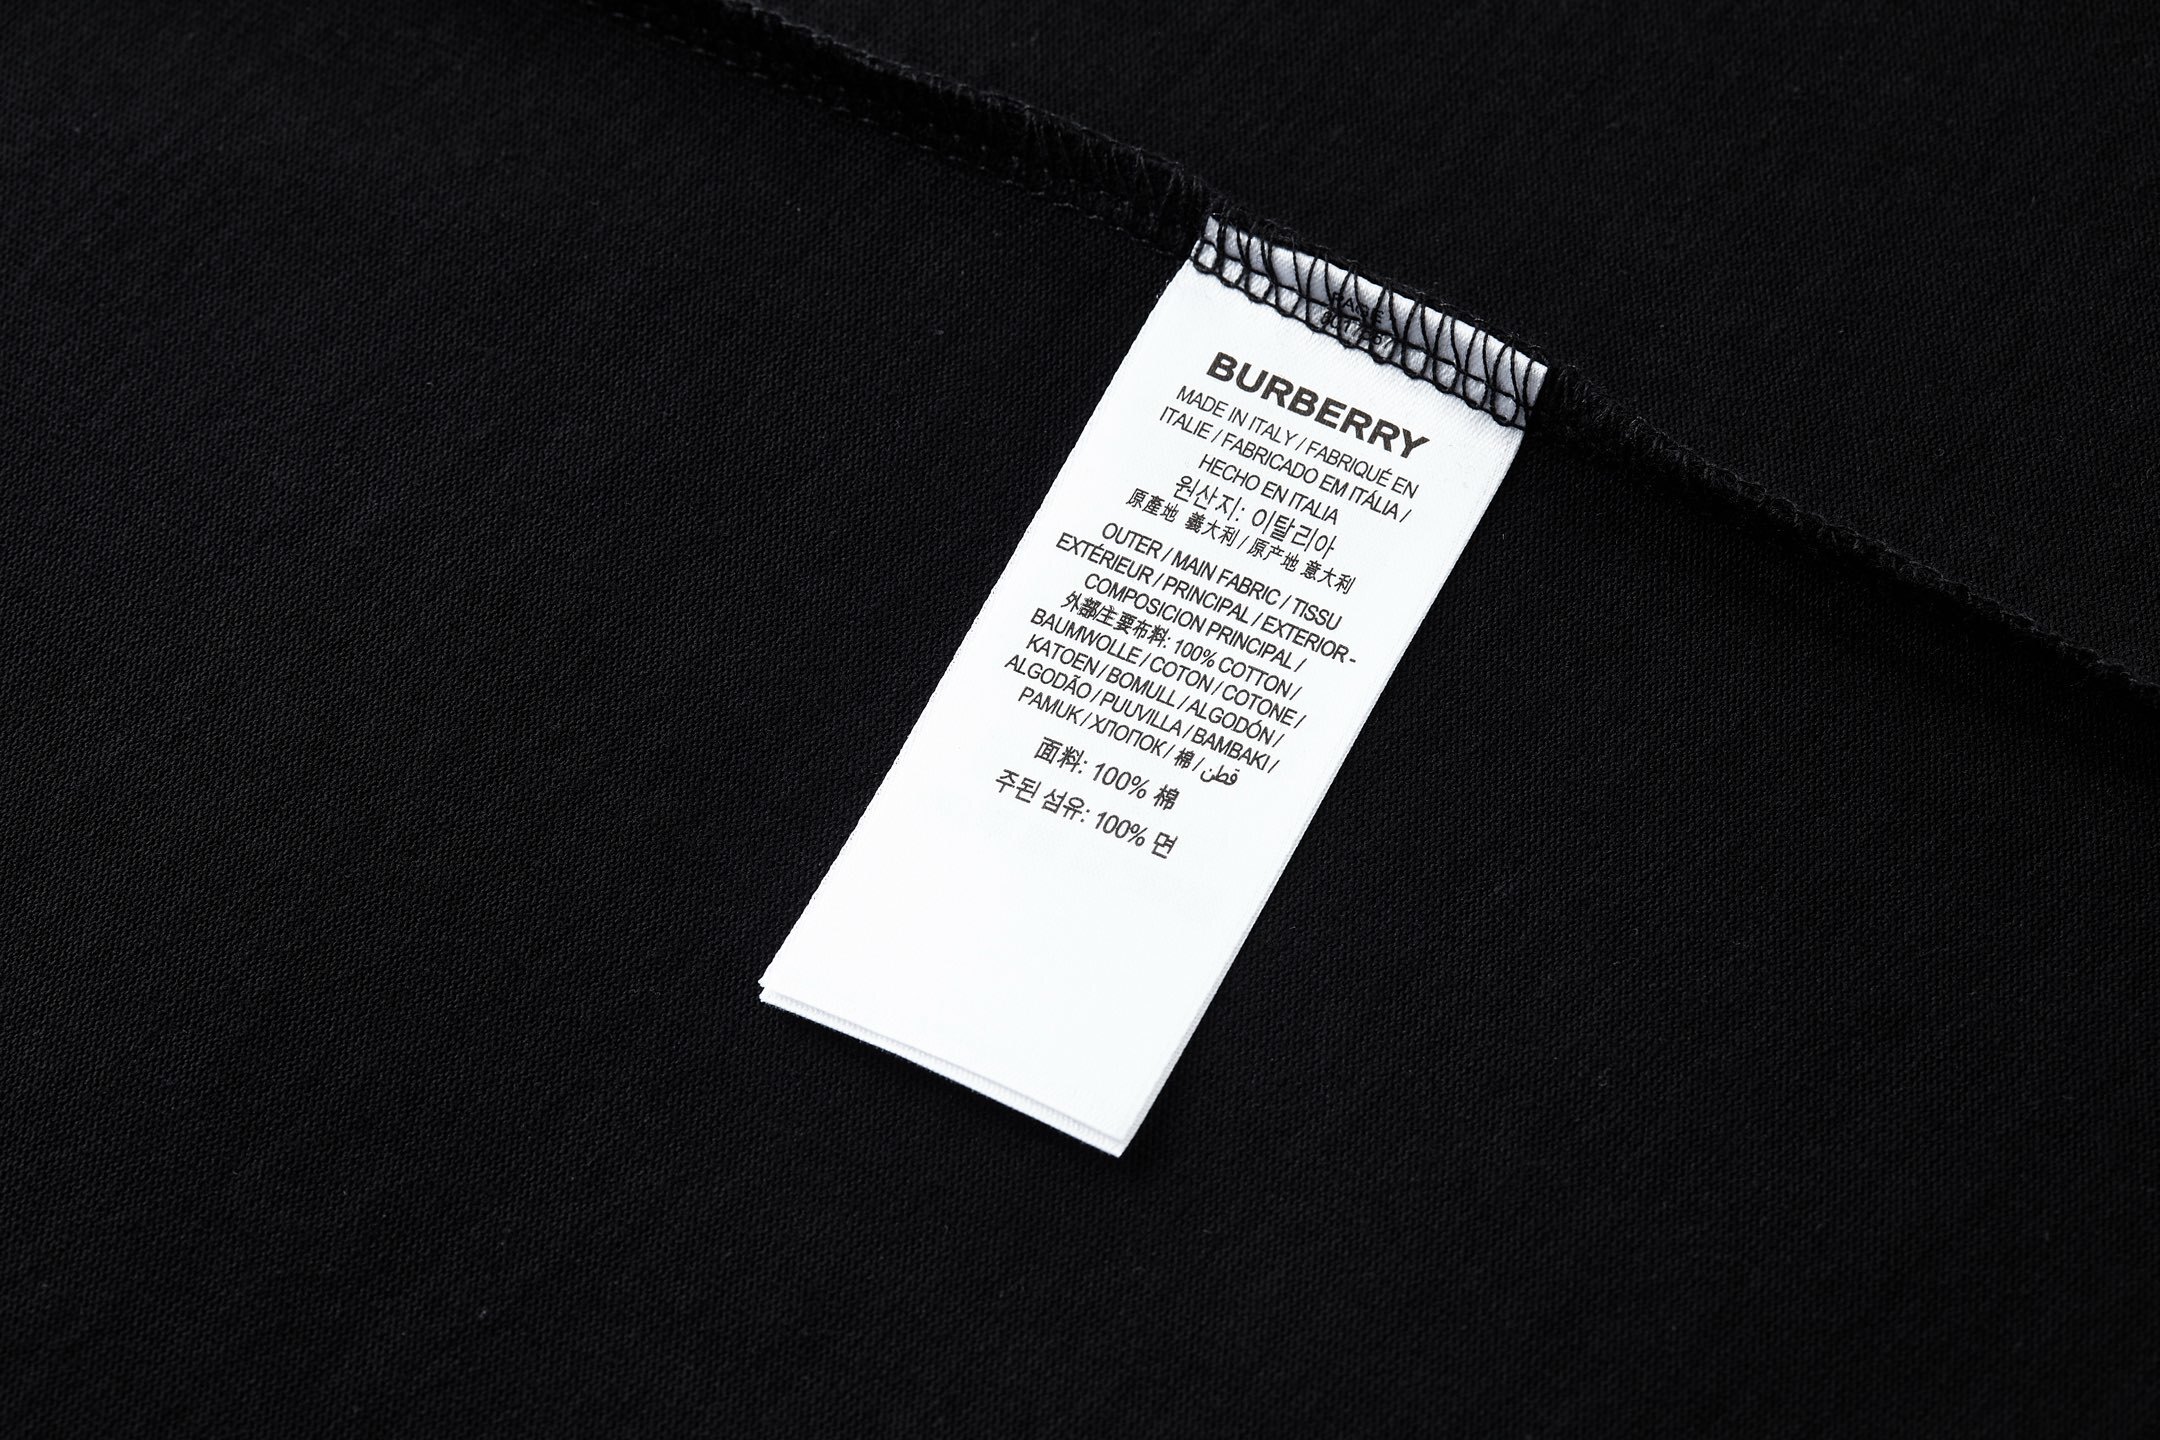 BURBERRY
MADE IN ITALY / FABRIQUÉ EN
ITALIE / FABRICADO EM ITÁLIA /
HECHO EN ITALIA
원산지: 이탈리아
原產地 義大利 / 原产地 意大利
OUTER / MAIN FABRIC / TISSU
EXTÉRIEUR / PRINCIPAL / EXTERIOR-
COMPOSICION PRINCIPAL /
外部/主要布料: 100% COTTON /
BAUMWOLLE / COTON / COTONE /
KATOEN / BOMULL / ALGODÓN /
ALGODÃO / PUUVILLA / BAMBAKI /
PAMUK / ХЛОПОК / 棉 / قطن
面料: 100% 棉
주된 섬유: 100% 면